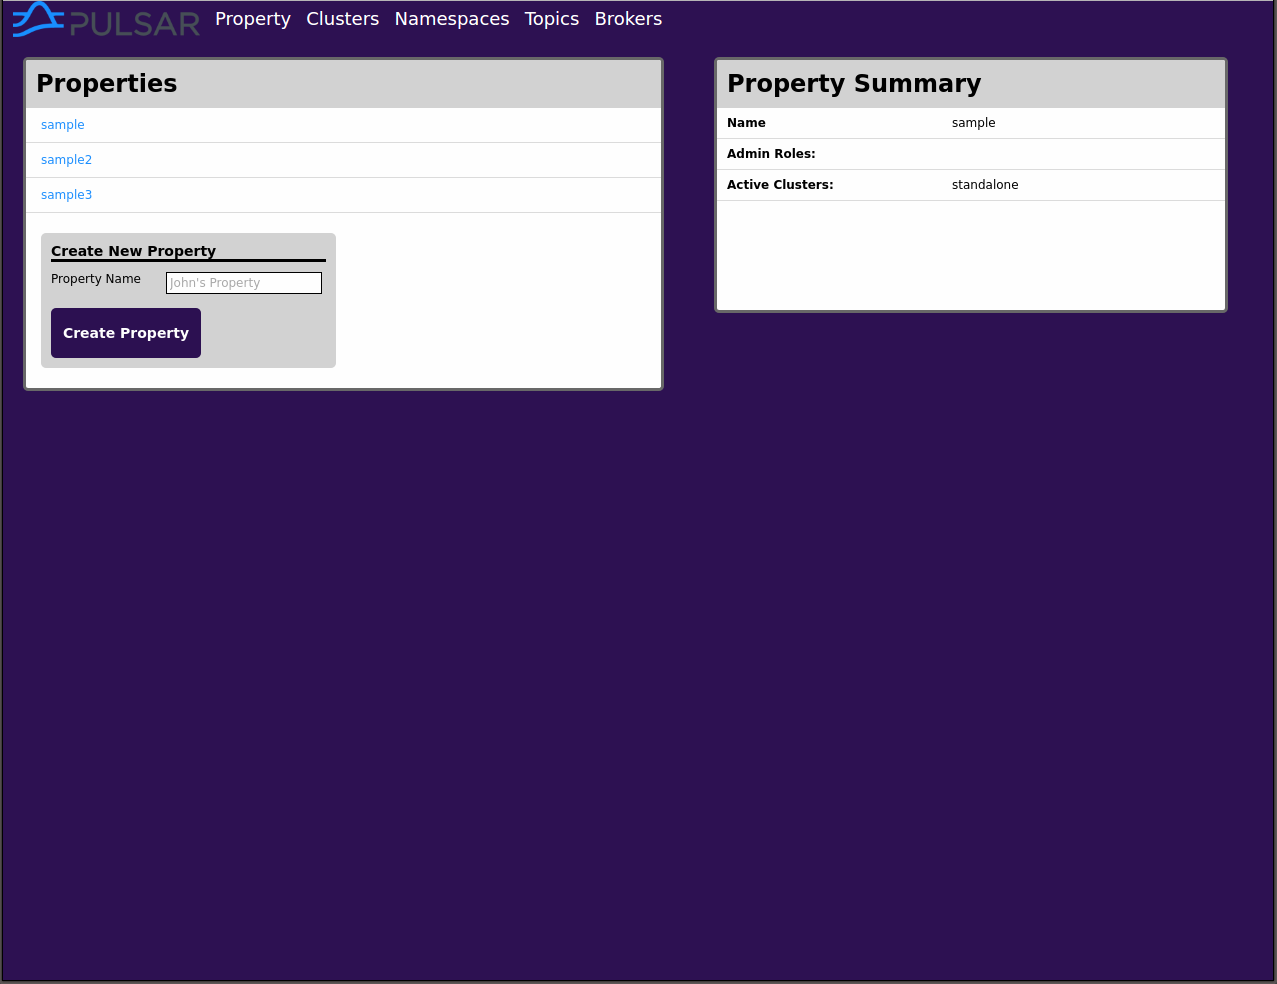 PULSAR Property Clusters Namespaces Topics Brokers
Properties
sample
sample2
sample3
Create New Property
Property Name John's Property
Create Property
Property Summary
Name sample
Admin Roles:
Active Clusters: standalone